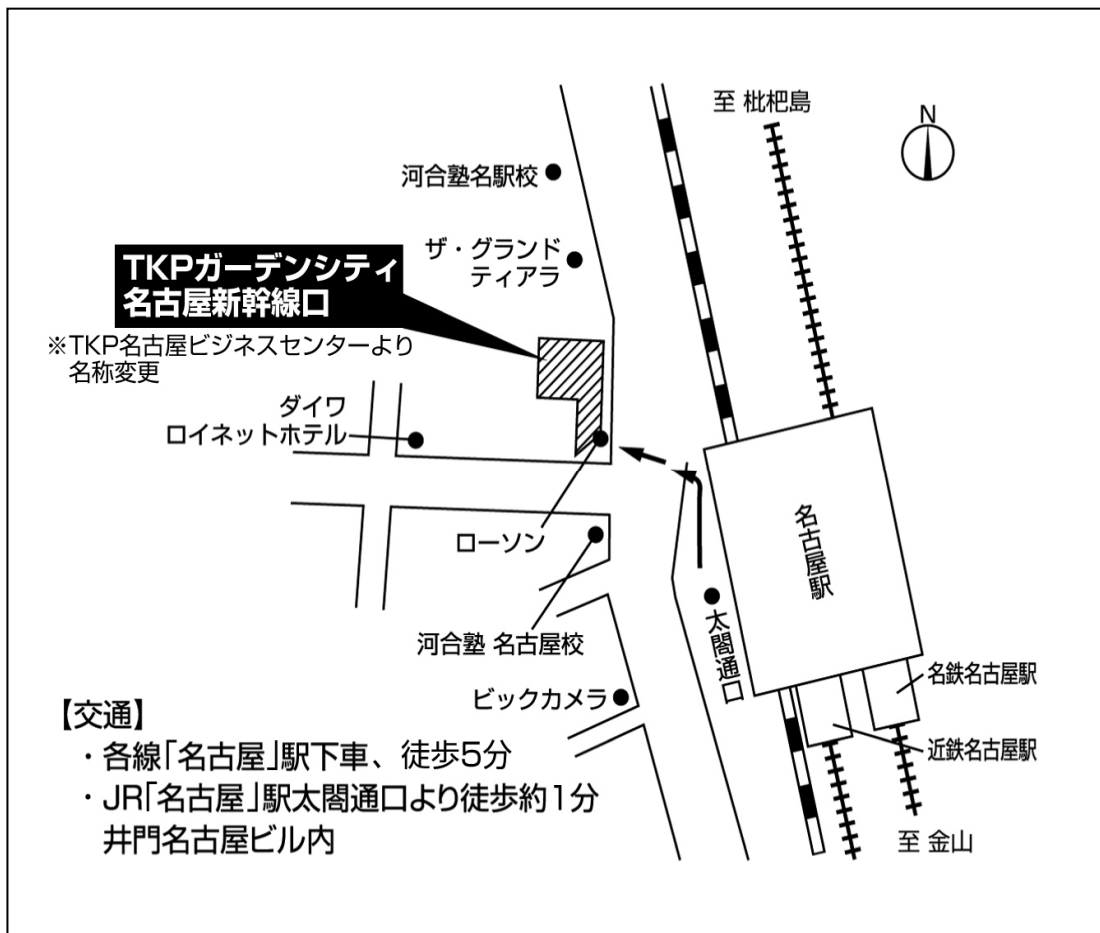 至 枇杷島
N
河合塾名駅校
ザ・グランド
ティアラ
TKPガーデンシティ
名古屋新幹線口
※TKP名古屋ビジネスセンターより
名称変更
ダイワ
ロイネットホテル
ローソン
名古屋駅
河合塾 名古屋校
太閤通口
ビックカメラ
名鉄名古屋駅
近鉄名古屋駅
至 金山
【交通】
・各線「名古屋」駅下車、徒歩5分
・JR「名古屋」駅太閤通口より徒歩約1分
井門名古屋ビル内